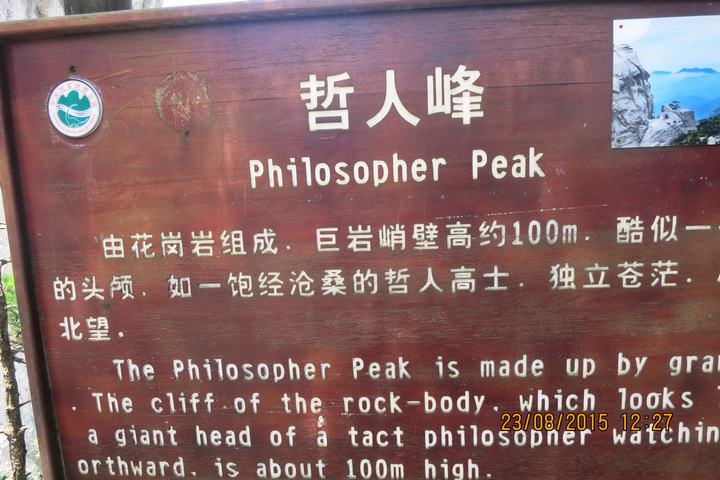 哲人峰
Philosopher Peak
由花岗岩组成. 巨岩峭壁高约100m. 酷似一
的头颅. 如一饱经沧桑的哲人高士. 独立苍茫.
北望.
The Philosopher Peak is made up by gra
. The cliff of the rock-body, which looks
a giant head of a tact philosopher watchin
orthward, is about 100m high.
23/08/2015 12:27